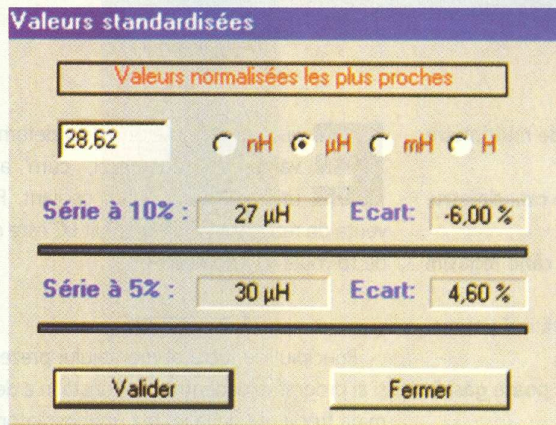 Valeurs standardisées
Valeurs normalisées les plus proches
28,62 nH µH mH H
Série à 10% : 27 µH Ecart: -6,00 %
Série à 5% : 30 µH Ecart: 4,60 %
Valider Fermer